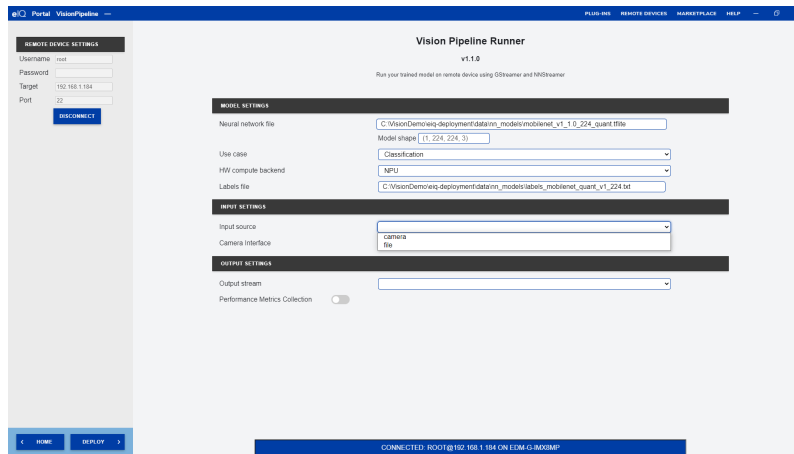 eIQ Portal VisionPipeline
PLUG-INS REMOTE DEVICES MARKETPLACE HELP
REMOTE DEVICE SETTINGS
Username root
Password
Target 192.168.1.184
Port 22
DISCONNECT
Vision Pipeline Runner
v1.1.0
Run your trained model on remote device using GStreamer and NNStreamer
MODEL SETTINGS
Neural network file C:\VisionDemo\eiq-deployment\data\nn_models\mobilenet_v1_1.0_224_quant.tflite
Model shape (1, 224, 224, 3)
Use case Classification
HW compute backend NPU
Labels file C:\VisionDemo\eiq-deployment\data\nn_models\labels_mobilenet_quant_v1_224.txt
INPUT SETTINGS
Input source
camera
file
Camera Interface
OUTPUT SETTINGS
Output stream
Performance Metrics Collection
< HOME
DEPLOY >
CONNECTED: ROOT@192.168.1.184 ON EDM-G-IMX8MP